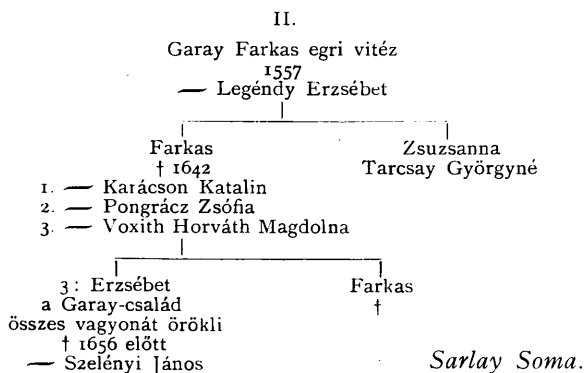 II.
Garay Farkas egri vitéz
1557
— Legéndy Erzsébet
Farkas Zsuzsanna
† 1642 Tarcsay Györgyné
1. — Karácson Katalin
2. — Pongrácz Zsófia
3. — Voxith Horváth Magdolna
3: Erzsébet Farkas
a Garay-család †
összes vagyonát örökli
† 1656 előtt
— Szelényi János Sarlay Soma.